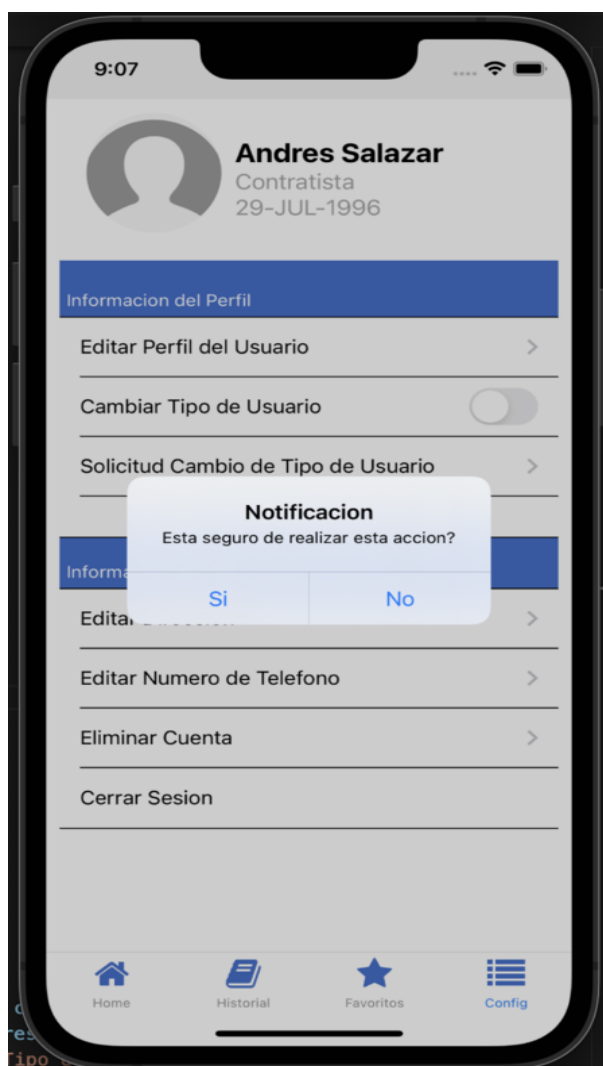 9:07
Andres Salazar
Contratista
29-JUL-1996
Informacion del Perfil
Editar Perfil del Usuario
Cambiar Tipo de Usuario
Solicitud Cambio de Tipo de Usuario
Notificacion
Esta seguro de realizar esta accion?
Si No
Editar Numero de Telefono
Eliminar Cuenta
Cerrar Sesion
Home Historial Favoritos Config